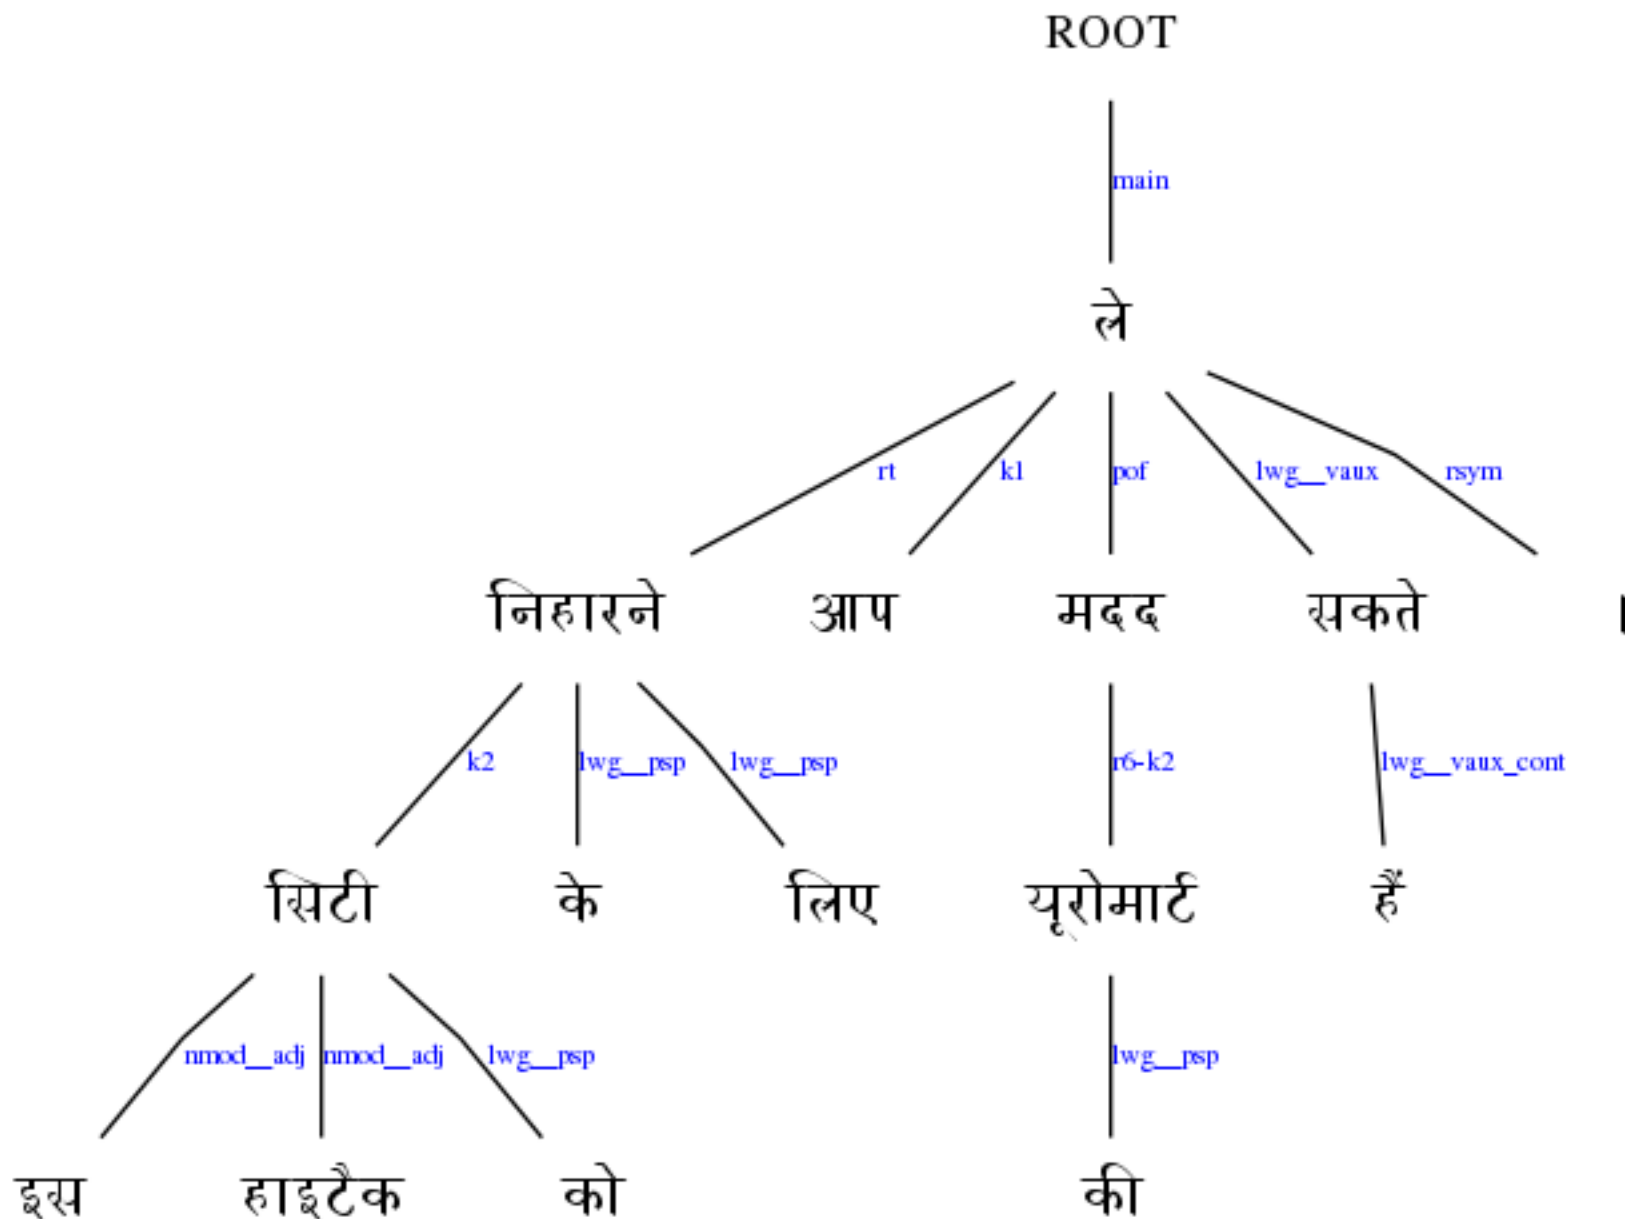 ROOT
main
ले
rt k1 pof lwg__vaux rsym
निहारने आप मदद सकते ।
k2 lwg__psp lwg__psp r6-k2 lwg__vaux_cont
सिटी के लिए यूरोमार्ट हैं
nmod__adj nmod__adj lwg__psp lwg__psp
इस हाइटैक को की